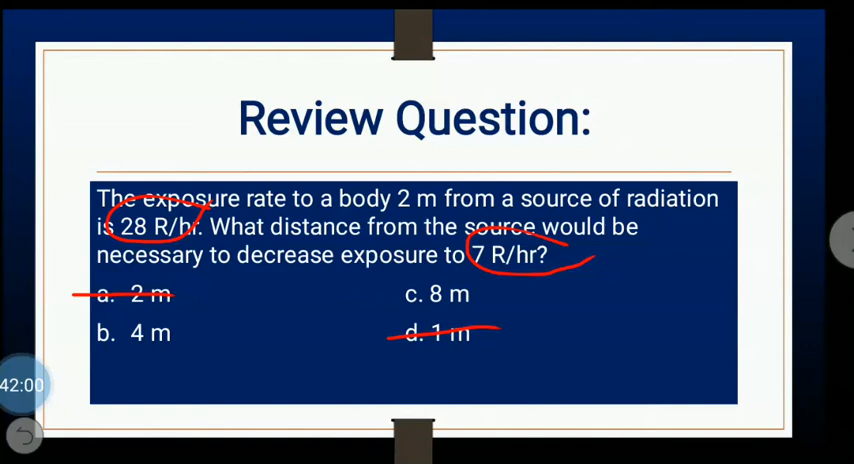 Review Question:
The exposure rate to a body 2 m from a source of radiation
is 28 R/hr. What distance from the source would be
necessary to decrease exposure to 7 R/hr?
a. 2 m
c. 8 m
b. 4 m
d. 1 m
42:00